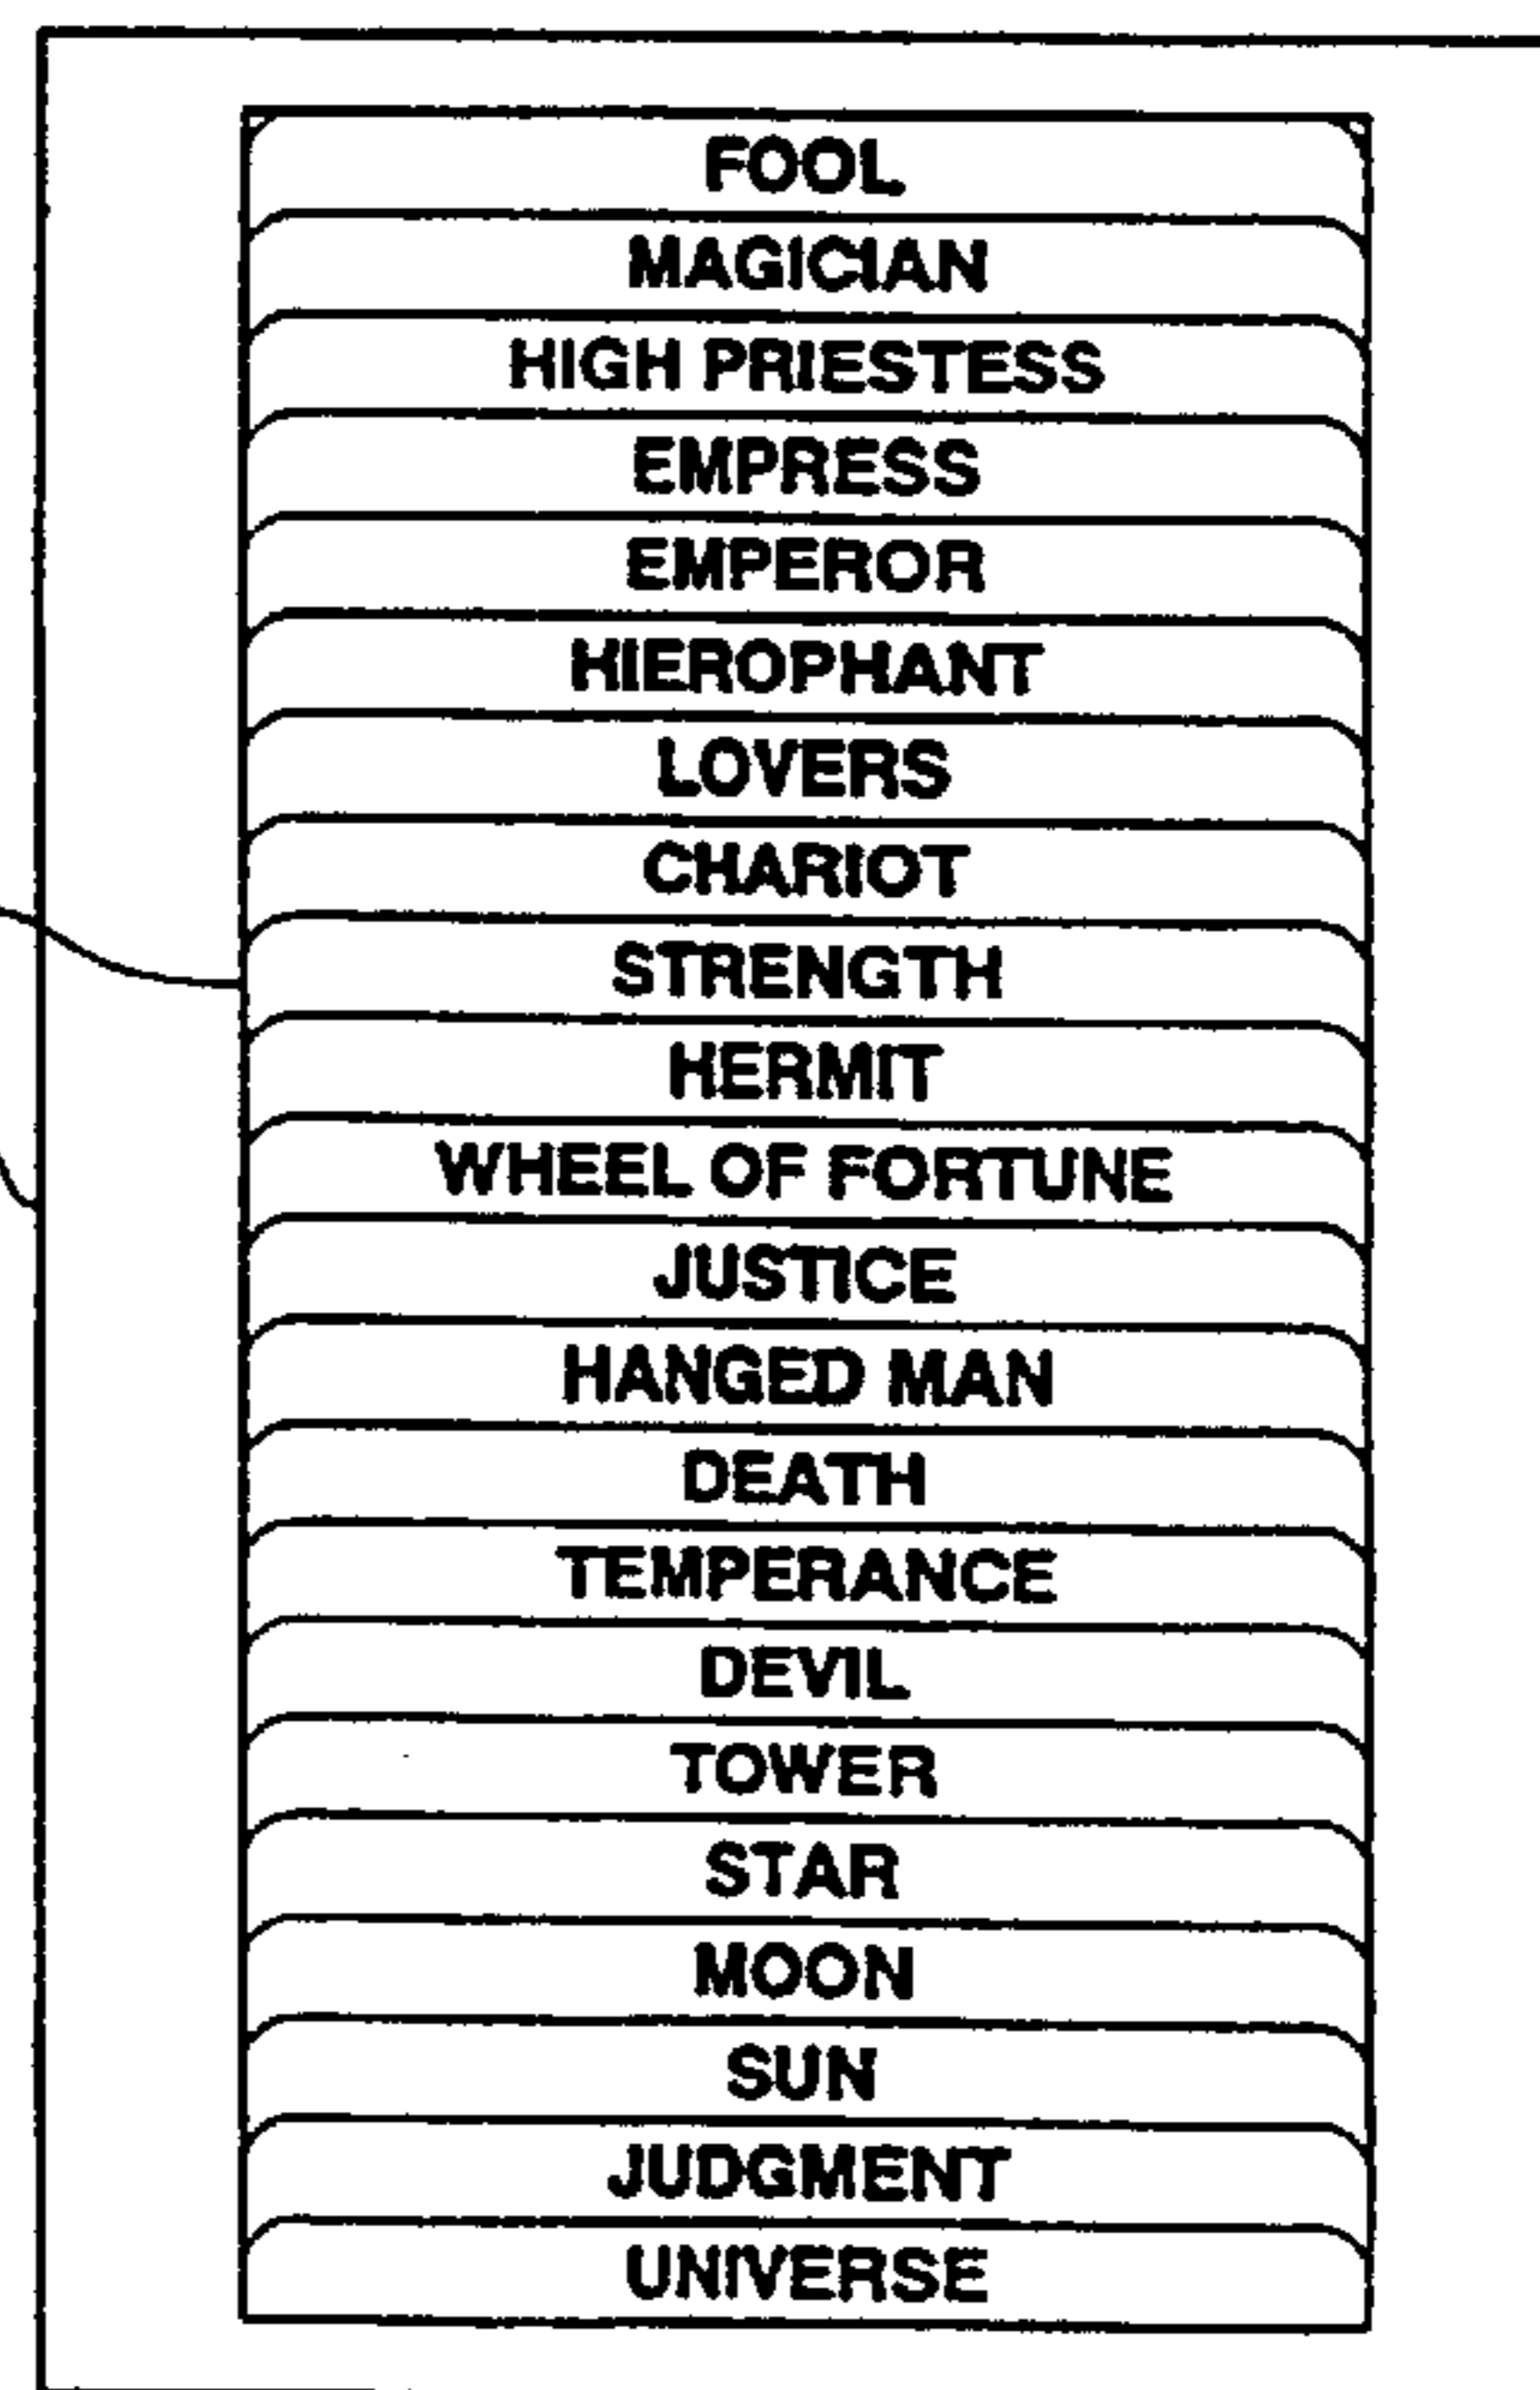 FOOL
MAGICIAN
HIGH PRIESTESS
EMPRESS
EMPEROR
HIEROPHANT
LOVERS
CHARIOT
STRENGTH
HERMIT
WHEEL OF FORTUNE
JUSTICE
HANGED MAN
DEATH
TEMPERANCE
DEVIL
TOWER
STAR
MOON
SUN
JUDGMENT
UNIVERSE